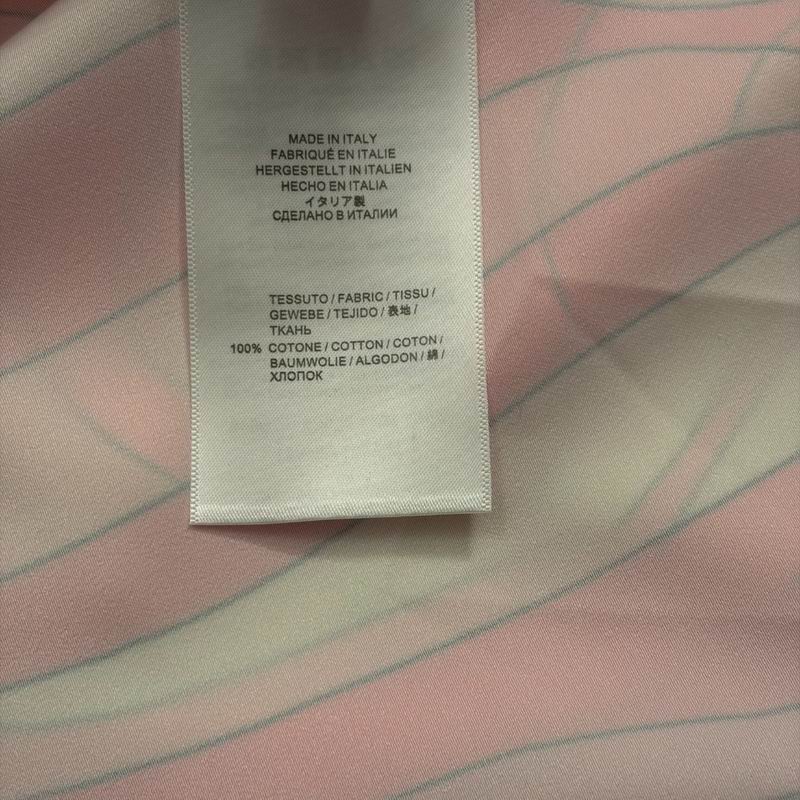 MADE IN ITALY
FABRIQUÉ EN ITALIE
HERGESTELLT IN ITALIEN
HECHO EN ITALIA
イタリア製
СДЕЛАНО В ИТАЛИИ
TESSUTO / FABRIC / TISSU /
GEWEBE / TEJIDO / 表地 /
ТКАНЬ
100% COTONE / COTTON / COTON /
BAUMWOLIE / ALGODON / 綿 /
ХЛОПОК